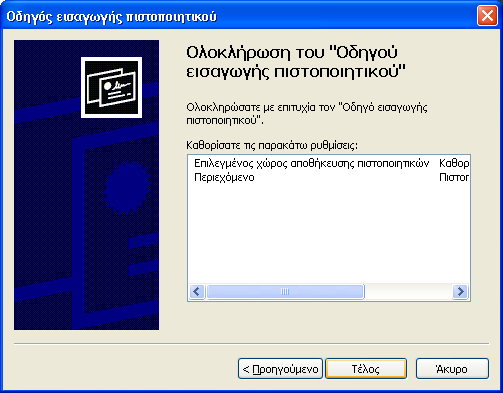 Οδηγός εισαγωγής πιστοποιητικού
Ολοκλήρωση του "Οδηγού
εισαγωγής πιστοποιητικού"
Ολοκληρώσατε με επιτυχία τον "Οδηγό εισαγωγής
πιστοποιητικού".
Καθορίσατε τις παρακάτω ρυθμίσεις:
Επιλεγμένος χώρος αποθήκευσης πιστοποιητικών Καθορ
Περιεχόμενο Πιστοπ
< Προηγούμενο Τέλος Άκυρο